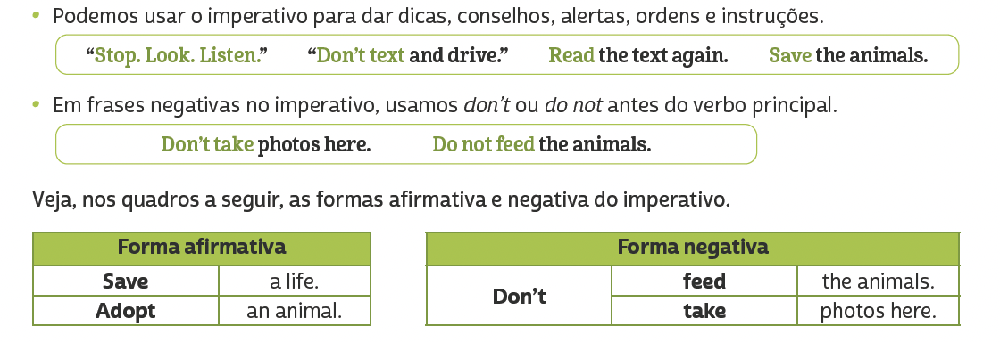 • Podemos usar o imperativo para dar dicas, conselhos, alertas, ordens e instruções.
“Stop. Look. Listen.” “Don’t text and drive.” Read the text again. Save the animals.
• Em frases negativas no imperativo, usamos don’t ou do not antes do verbo principal.
Don’t take photos here. Do not feed the animals.
Veja, nos quadros a seguir, as formas afirmativa e negativa do imperativo.
Forma afirmativa
Save a life.
Adopt an animal.
Forma negativa
Don’t
feed the animals.
take photos here.